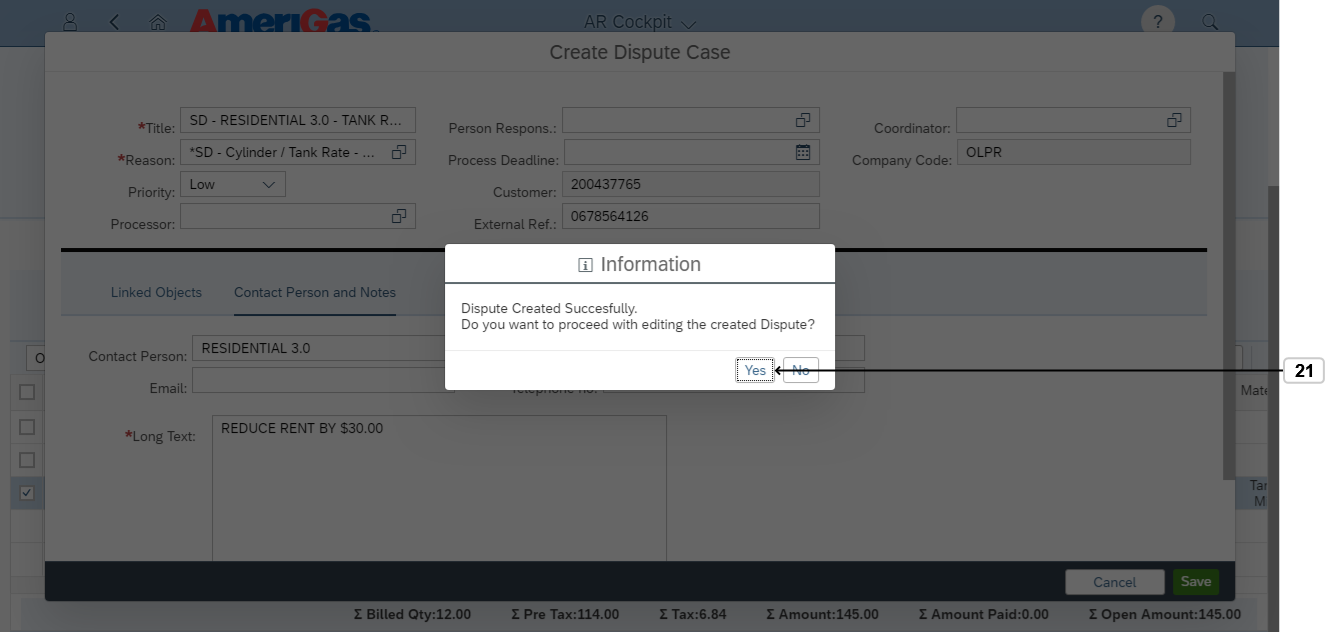 AmeriGas
AR Cockpit
?
Create Dispute Case
*Title: SD - RESIDENTIAL 3.0 - TANK R...
Person Respons.:
Coordinator:
*Reason: *SD - Cylinder / Tank Rate - ...
Process Deadline:
Company Code: OLPR
Priority: Low
Customer: 200437765
Processor:
External Ref.: 0678564126
Information
Linked Objects
Contact Person and Notes
Dispute Created Succesfully.
Do you want to proceed with editing the created Dispute?
Contact Person: RESIDENTIAL 3.0
Yes
No
21
Email:
Telephone no.:
Mate
*Long Text: REDUCE RENT BY $30.00
Tar
M
Cancel
Save
Σ Billed Qty:12.00
Σ Pre Tax:114.00
Σ Tax:6.84
Σ Amount:145.00
Σ Amount Paid:0.00
Σ Open Amount:145.00